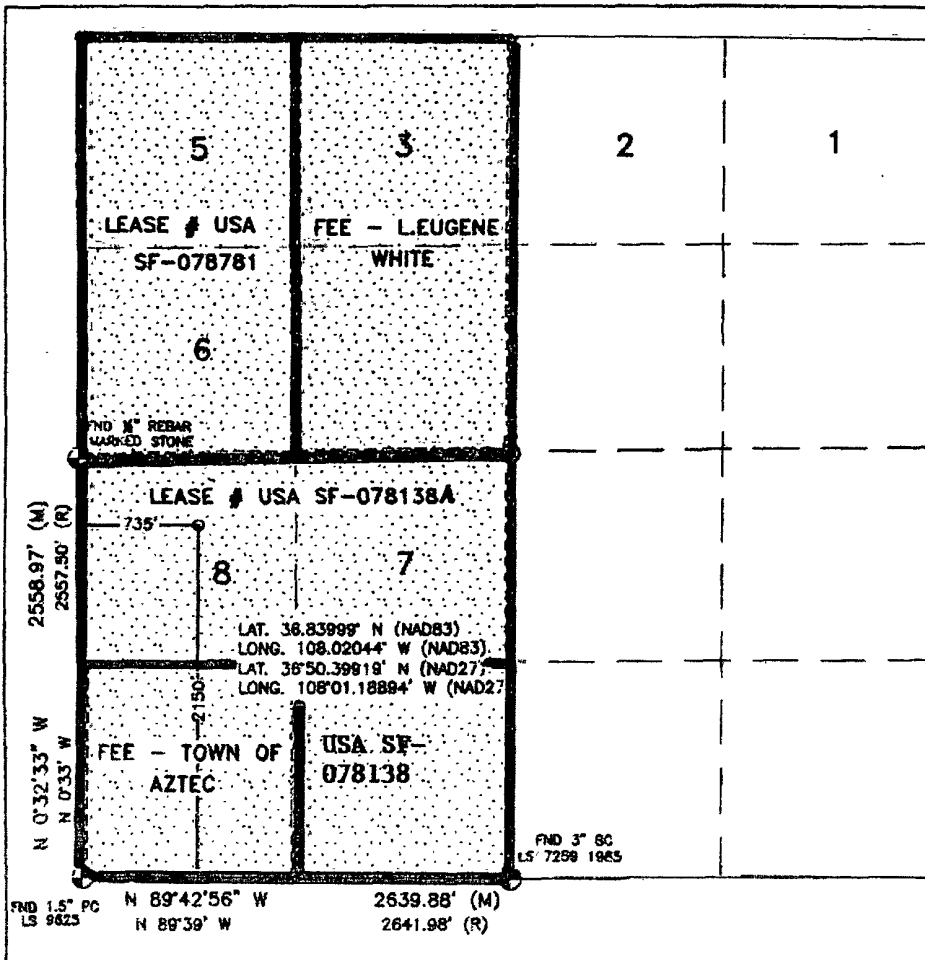 5
3
2
1
LEASE # USA
SF-078781
FEE - L.EUGENE
WHITE
6
FND ⅝" REBAR
MARKED STONE
LEASE # USA SF-078138A
735'
8
7
2558.97' (M)
2557.50' (R)
LAT. 36.83999° N (NAD83)
LONG. 108.02044° W (NAD83)
LAT. 36°50.39919' N (NAD27)
LONG. 108°01.18894' W (NAD27
2150'
FEE - TOWN OF
AZTEC
USA SF-
078138
N 0°32'33" W
N 0°33' W
FND 3" BC
LS 7259 1965
FND 1.5" PC
LS 9623
N 89°42'56" W
2639.88' (M)
N 89°39' W
2641.98' (R)